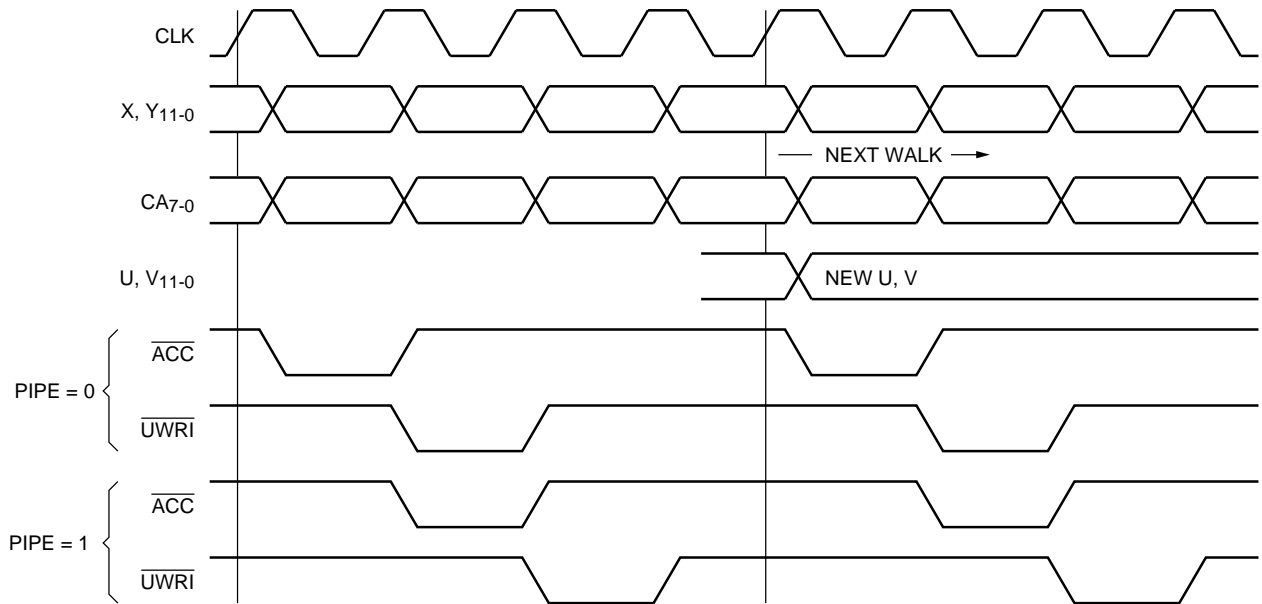 CLK
X, Y11-0
NEXT WALK
CA7-0
U, V11-0
NEW U, V
ACC
PIPE = 0
UWRI
ACC
PIPE = 1
UWRI